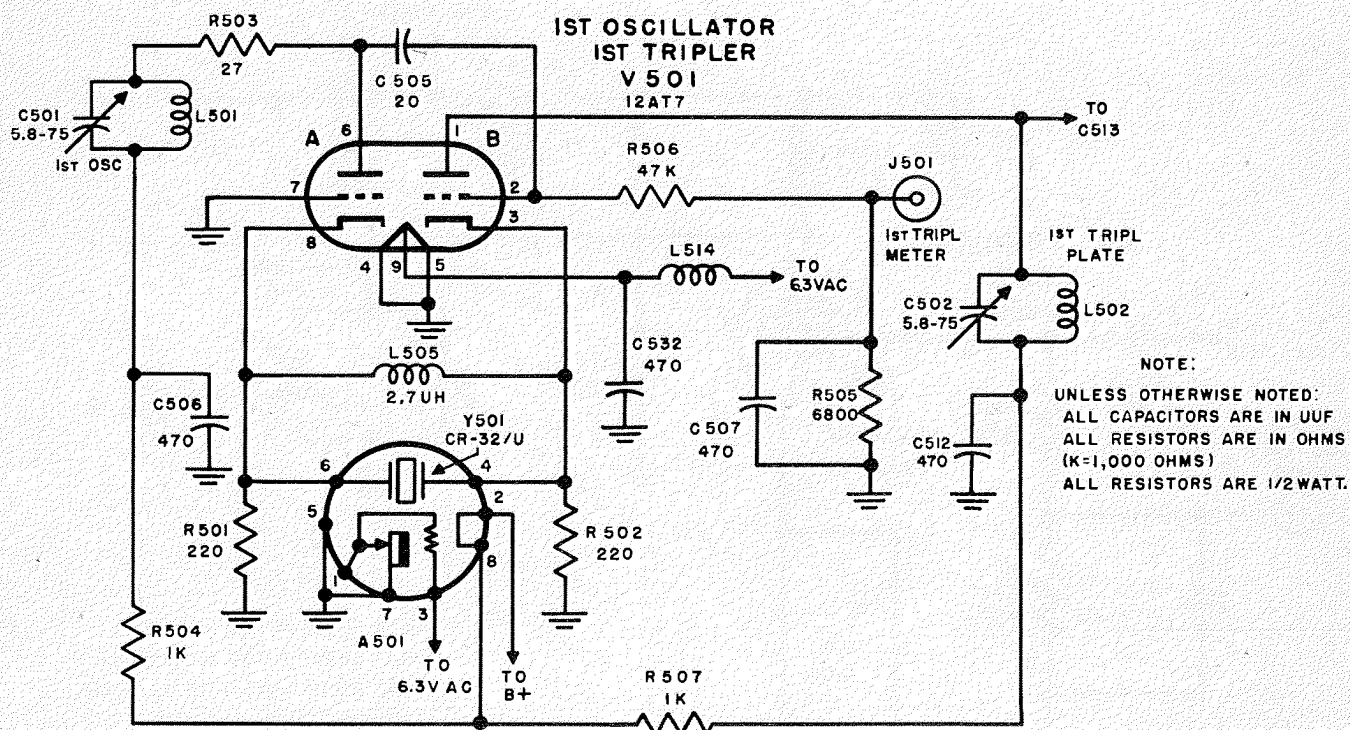 1ST OSCILLATOR
1ST TRIPLER
V501
12AT7
R503
27
C505
20
C501
5.8-75
1ST OSC
L501
A
B
6
1
7
2
8
3
4
9
5
R506
47K
J501
1ST TRIPL
METER
TO
C513
1ST TRIPL
PLATE
L514
TO
6.3VAC
C502
5.8-75
L502
C532
470
L505
2.7UH
R505
6800
C507
470
C512
470
C506
470
Y501
CR-32/U
6
4
2
5
8
1
7
3
R501
220
R502
220
A501
TO
6.3V AC
TO
B+
R504
1K
R507
1K
NOTE:
UNLESS OTHERWISE NOTED:
ALL CAPACITORS ARE IN UUF
ALL RESISTORS ARE IN OHMS
(K=1,000 OHMS)
ALL RESISTORS ARE 1/2 WATT.